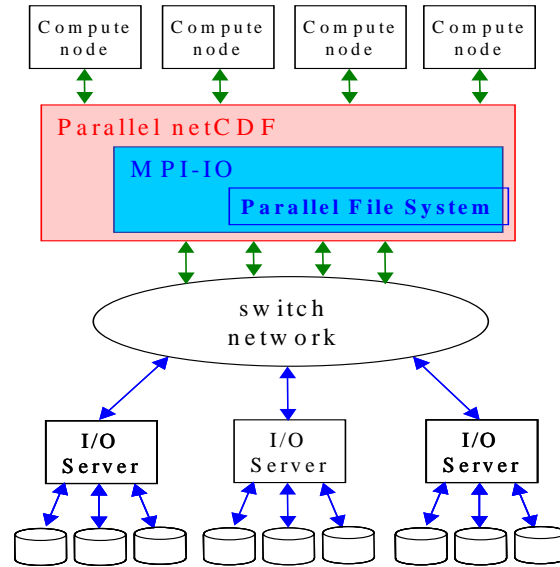 Compute
node
Compute
node
Compute
node
Compute
node
Parallel netCDF
MPI-IO
Parallel File System
switch
network
I/O
Server
I/O
Server
I/O
Server